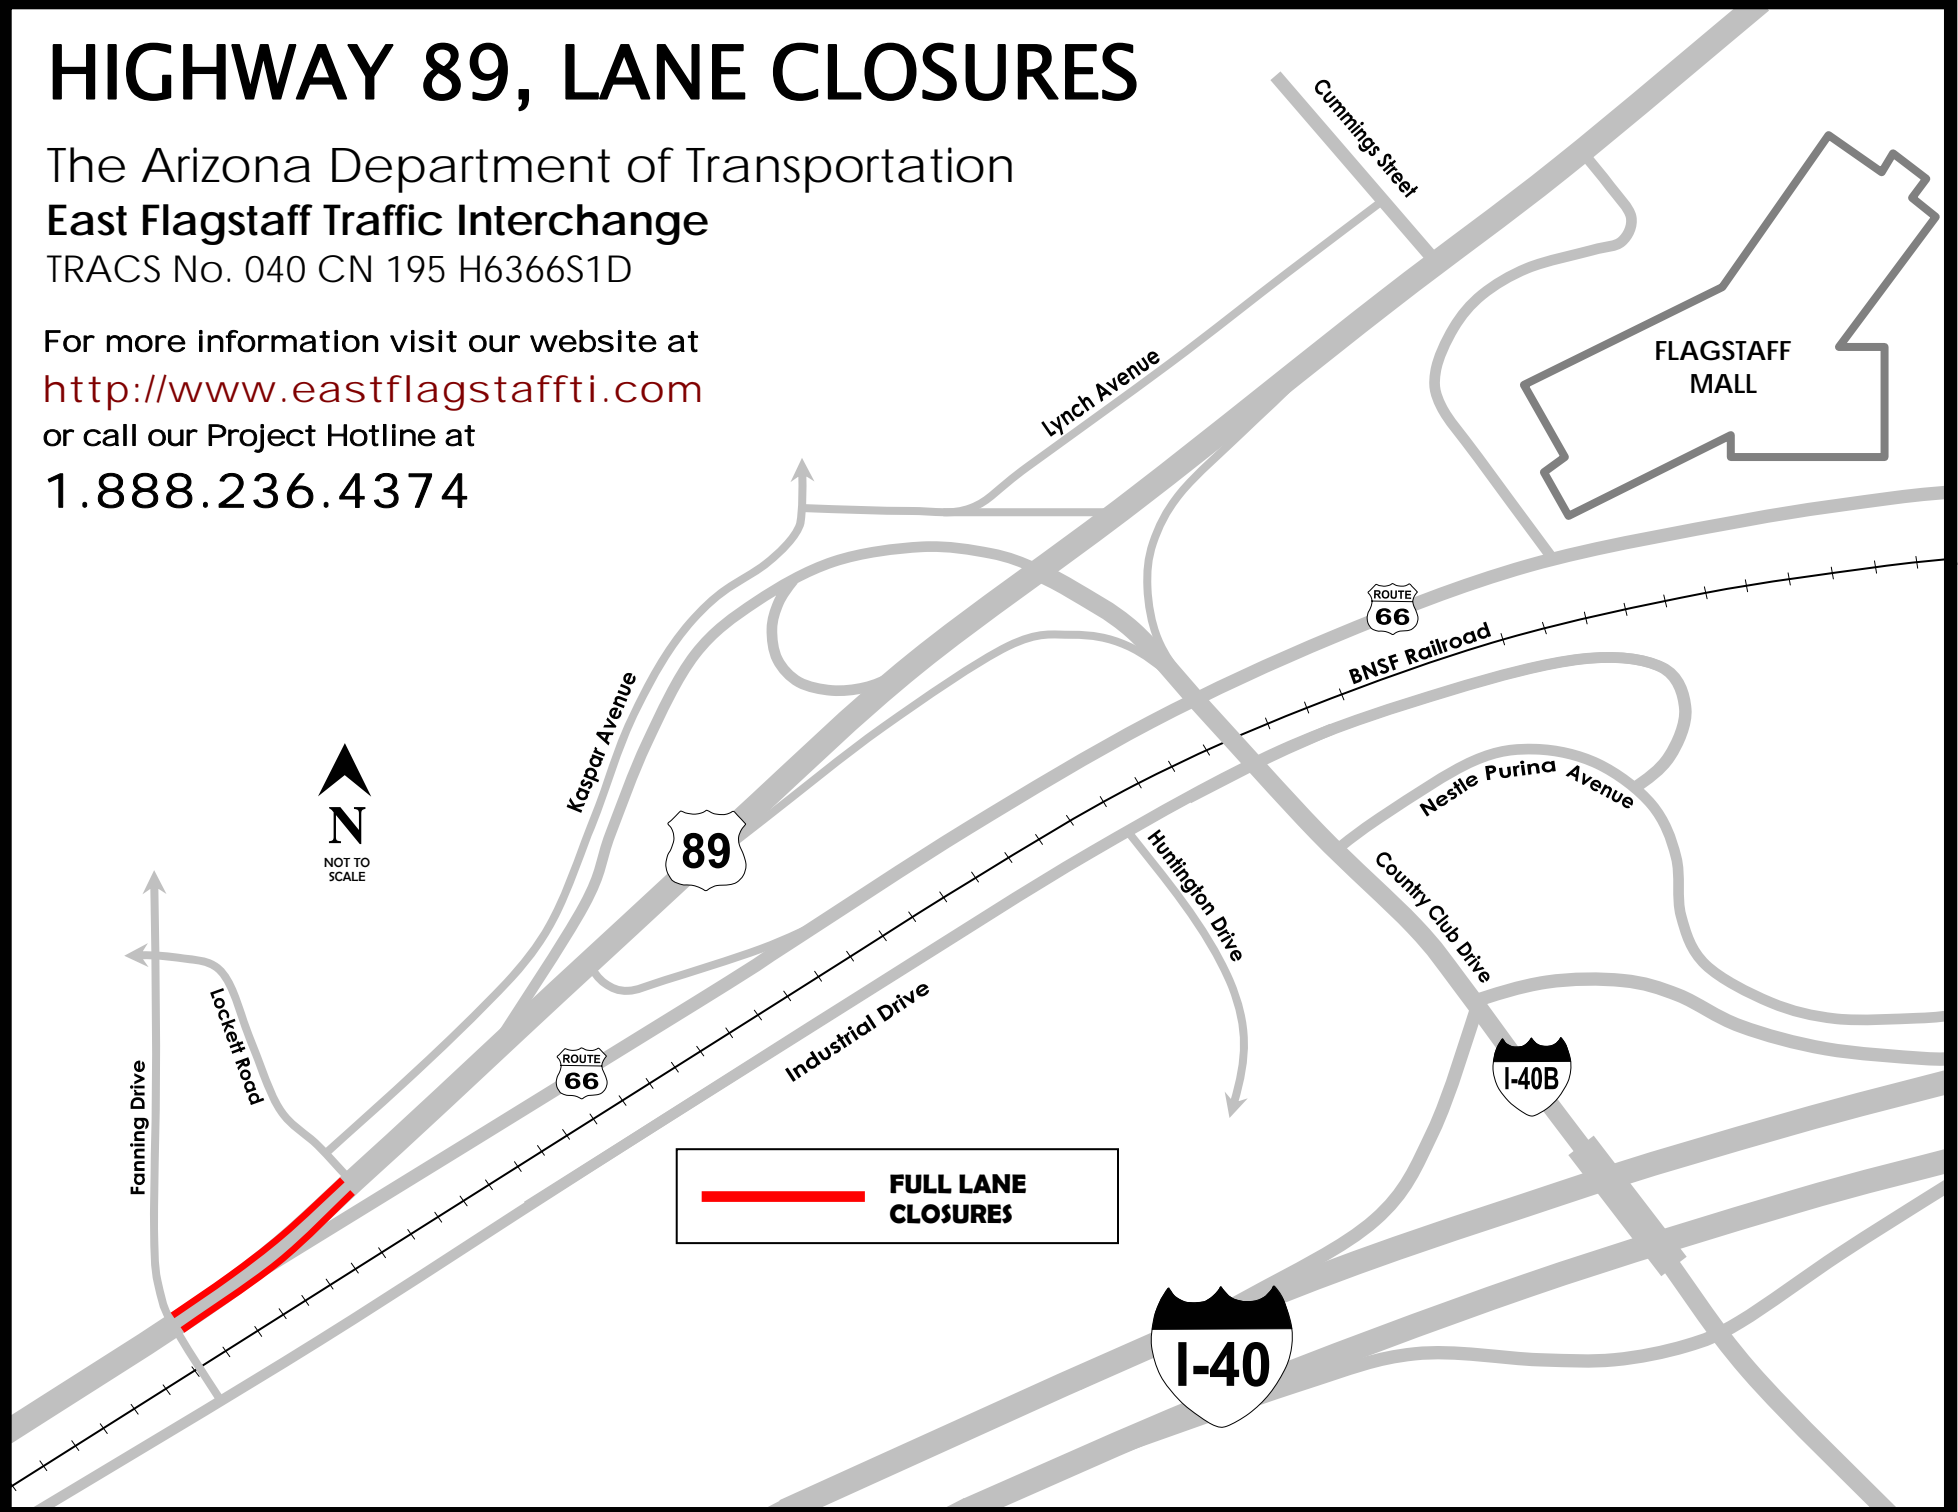 HIGHWAY 89, LANE CLOSURES
The Arizona Department of Transportation
East Flagstaff Traffic Interchange
TRACS No. 040 CN 195 H6366S1D
For more information visit our website at
http://www.eastflagstaffti.com
or call our Project Hotline at
1.888.236.4374
Cummings Street
Lynch Avenue
FLAGSTAFF
MALL
ROUTE
66
BNSF Railroad
Kaspar Avenue
Nestle Purina Avenue
N
NOT TO
SCALE
89
Huntington Drive
Country Club Drive
Lockett Road
Industrial Drive
Fanning Drive
ROUTE
66
I-40B
FULL LANE
CLOSURES
I-40